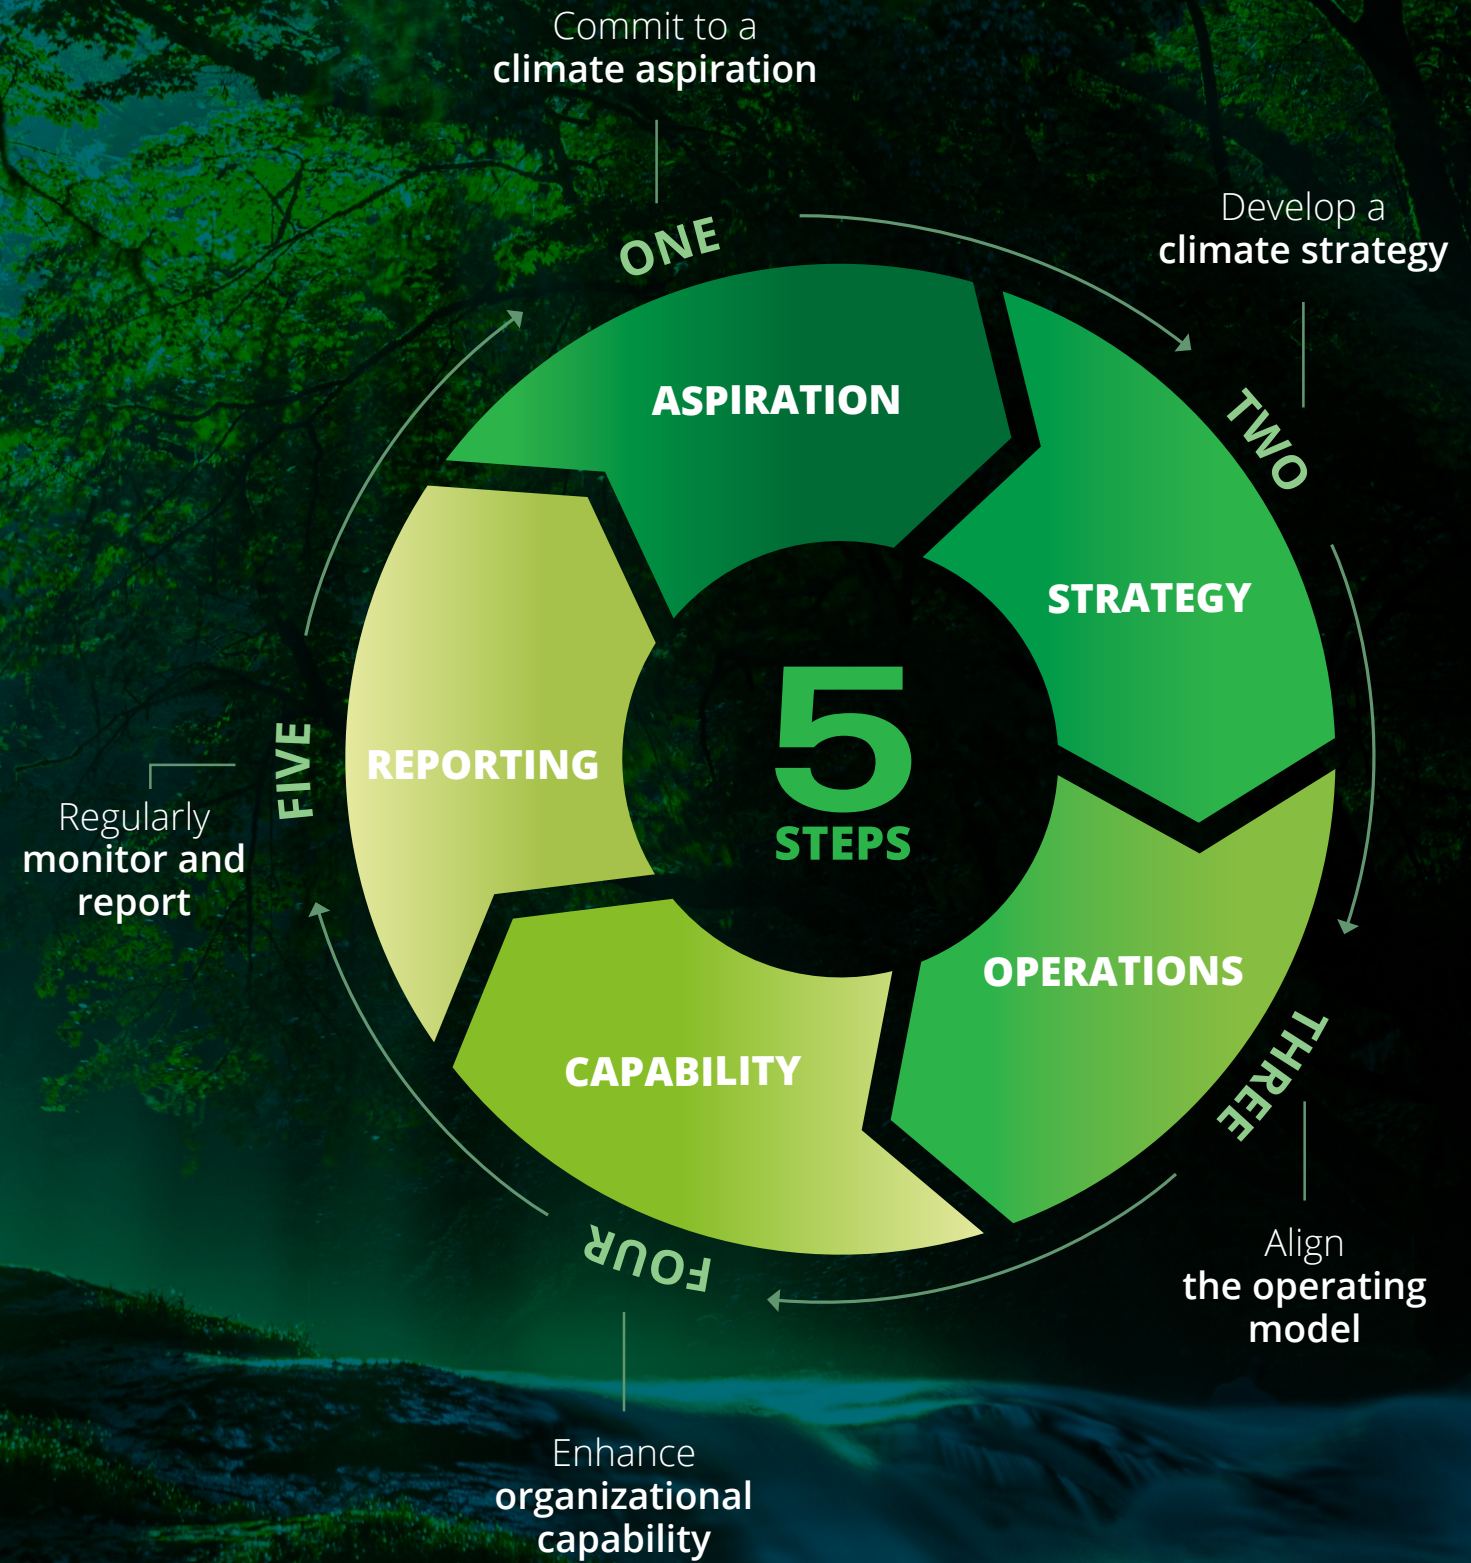 Commit to a
climate aspiration
ONE
ASPIRATION
Develop a
climate strategy
TWO
STRATEGY
5
STEPS
OPERATIONS
THREE
Align
the operating
model
CAPABILITY
FOUR
Enhance
organizational
capability
REPORTING
FIVE
Regularly
monitor and
report